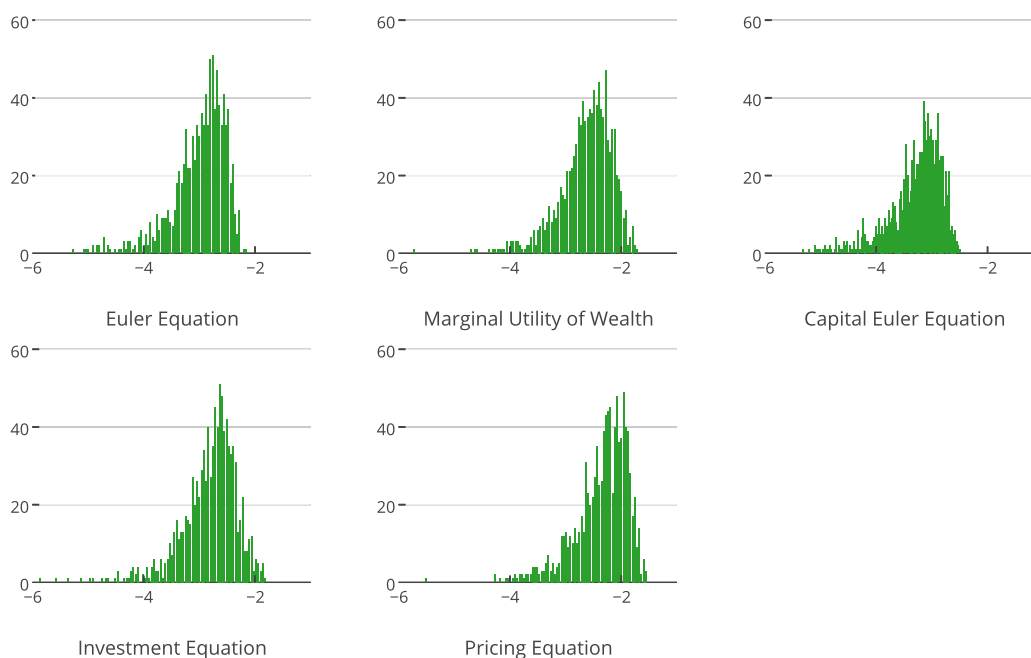 60
40
20
0
−6 −4 −2
Euler Equation
60
40
20
0
−6 −4 −2
Marginal Utility of Wealth
60
40
20
0
−6 −4 −2
Capital Euler Equation
60
40
20
0
−6 −4 −2
Investment Equation
60
40
20
0
−6 −4 −2
Pricing Equation